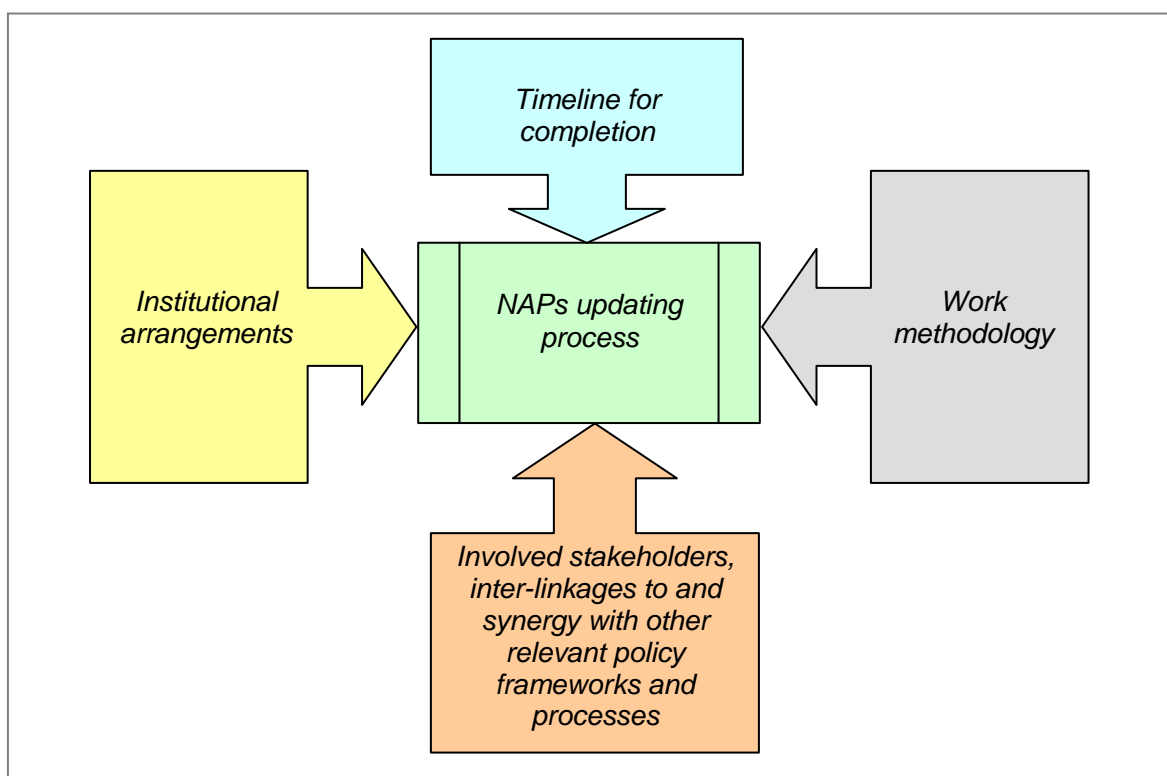 Timeline for
completion
Institutional
arrangements
NAPs updating
process
Work
methodology
Involved stakeholders,
inter-linkages to and
synergy with other
relevant policy
frameworks and
processes